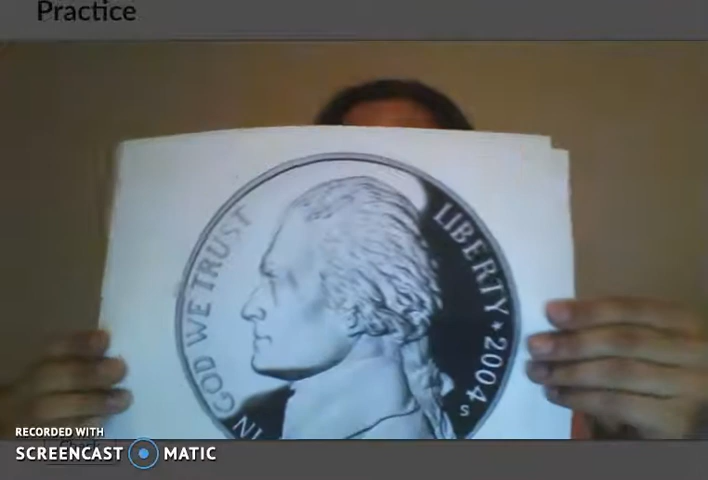 Practice
IN GOD WE TRUST
LIBERTY ★ 2004
S
RECORDED WITH
SCREENCAST MATIC